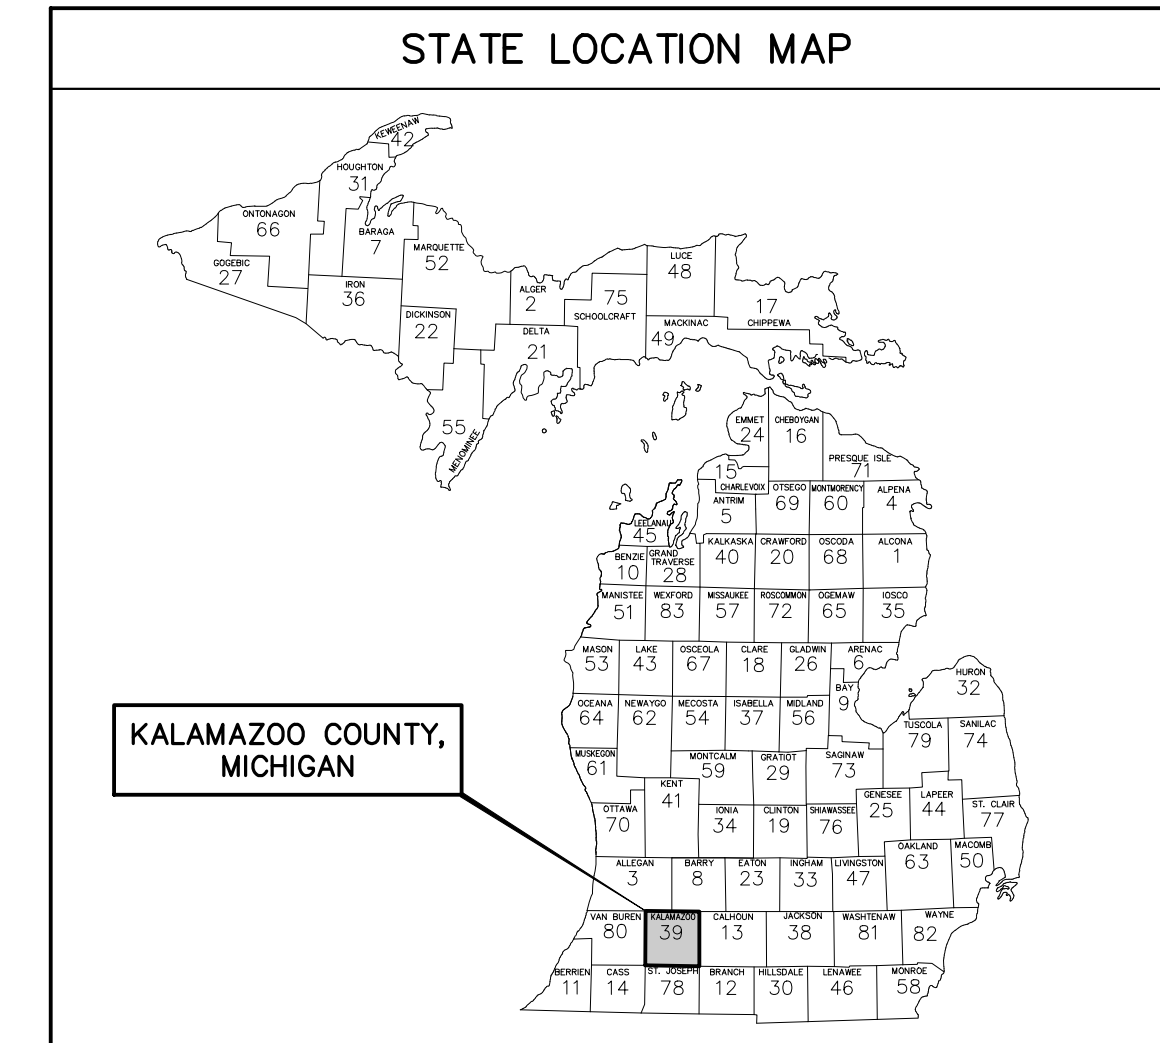 STATE LOCATION MAP
KEWEENAW
42
HOUGHTON
31
ONTONAGON
66
BARAGA
7
GOGEBIC
27
MARQUETTE
52
IRON
36
DICKINSON
22
ALGER
2
DELTA
21
75
SCHOOLCRAFT
LUCE
48
MACKINAC
49
17
CHIPPEWA
55
MENOMINEE
EMMET
24
CHEBOYGAN
16
PRESQUE ISLE
71
15
CHARLEVOIX
ANTRIM
5
OTSEGO
69
MONTMORENCY
60
ALPENA
4
LEELANAU
45
BENZIE
10
GRAND
TRAVERSE
28
KALKASKA
40
CRAWFORD
20
OSCODA
68
ALCONA
1
MANISTEE
51
WEXFORD
83
MISSAUKEE
57
ROSCOMMON
72
OGEMAW
65
IOSCO
35
MASON
53
LAKE
43
OSCEOLA
67
CLARE
18
GLADWIN
26
ARENAC
6
BAY
9
HURON
32
OCEANA
64
NEWAYGO
62
MECOSTA
54
ISABELLA
37
MIDLAND
56
TUSCOLA
79
SANILAC
74
KALAMAZOO COUNTY,
MICHIGAN
MUSKEGON
61
MONTCALM
59
GRATIOT
29
SAGINAW
73
KENT
41
OTTAWA
70
IONIA
34
CLINTON
19
SHIAWASSEE
76
GENESEE
25
LAPEER
44
ST. CLAIR
77
ALLEGAN
3
BARRY
8
EATON
23
INGHAM
33
LIVINGSTON
47
OAKLAND
63
MACOMB
50
VAN BUREN
80
KALAMAZOO
39
CALHOUN
13
JACKSON
38
WASHTENAW
81
WAYNE
82
BERRIEN
11
CASS
14
ST. JOSEPH
78
BRANCH
12
HILLSDALE
30
LENAWEE
46
MONROE
58